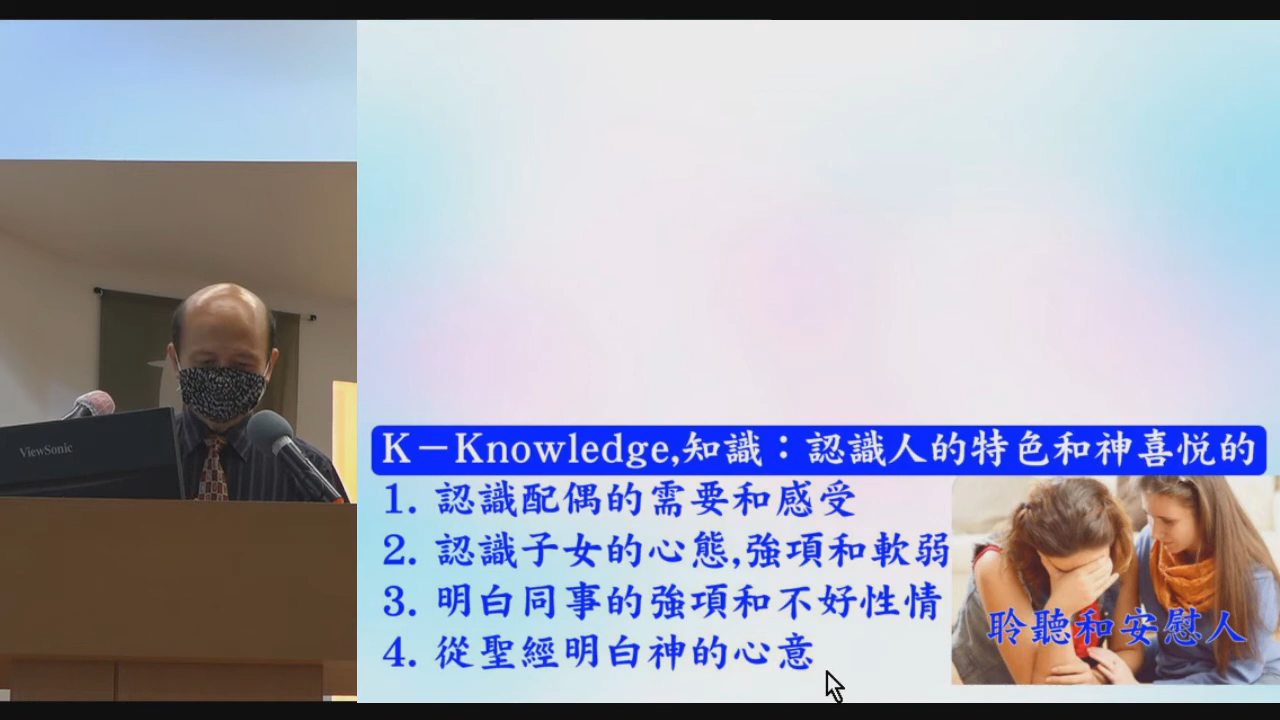 ViewSonic
K－Knowledge,知識：認識人的特色和神喜悅的
1. 認識配偶的需要和感受
2. 認識子女的心態,強項和軟弱
3. 明白同事的強項和不好性情
4. 從聖經明白神的心意
聆聽和安慰人